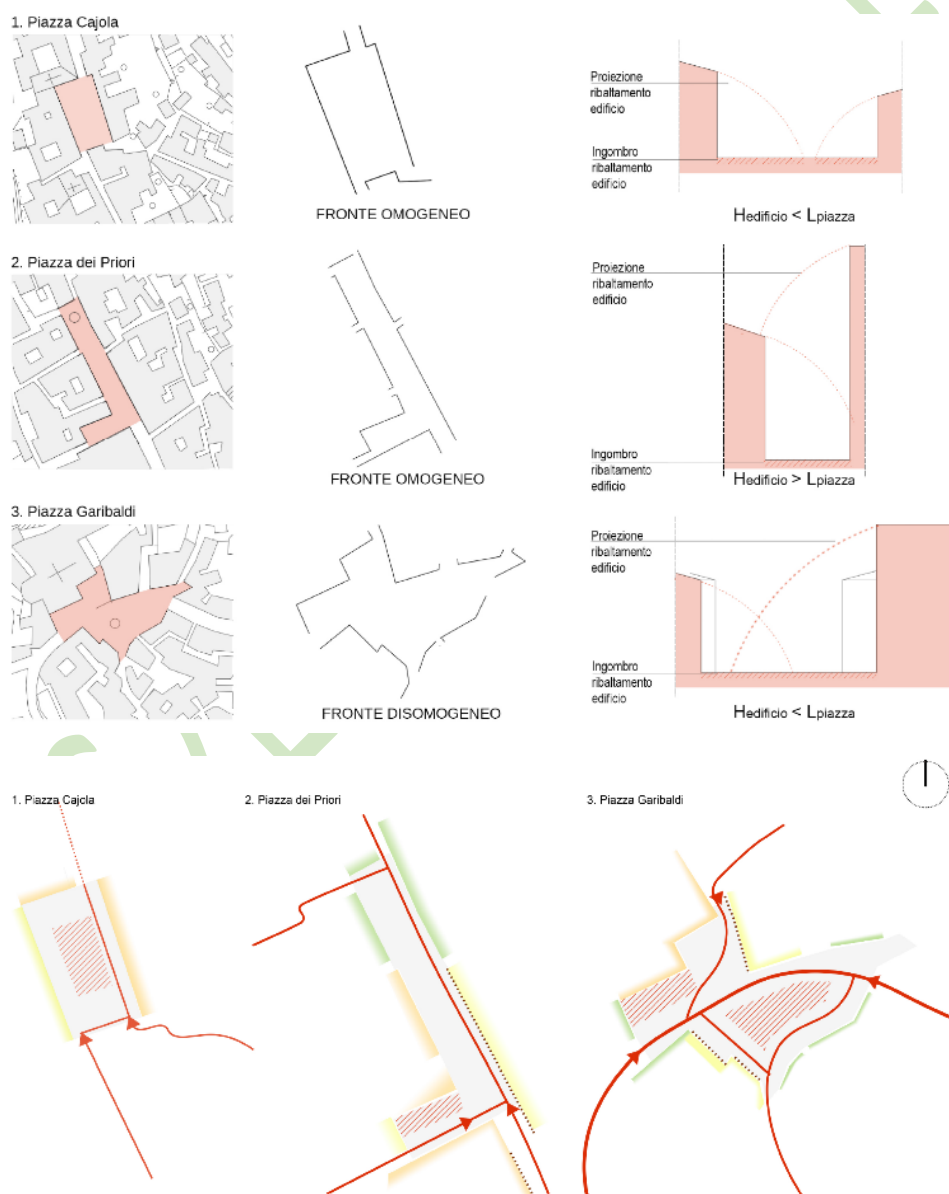 1. Piazza Cajola
FRONTE OMOGENEO
Proiezione
ribaltamento
edificio
Ingombro
ribaltamento
edificio
Hedificio < Lpiazza
2. Piazza dei Priori
FRONTE OMOGENEO
Proiezione
ribaltamento
edificio
Ingombro
ribaltamento
edificio
Hedificio > Lpiazza
3. Piazza Garibaldi
FRONTE DISOMOGENEO
Proiezione
ribaltamento
edificio
Ingombro
ribaltamento
edificio
Hedificio < Lpiazza
1. Piazza Cajola
2. Piazza dei Priori
3. Piazza Garibaldi